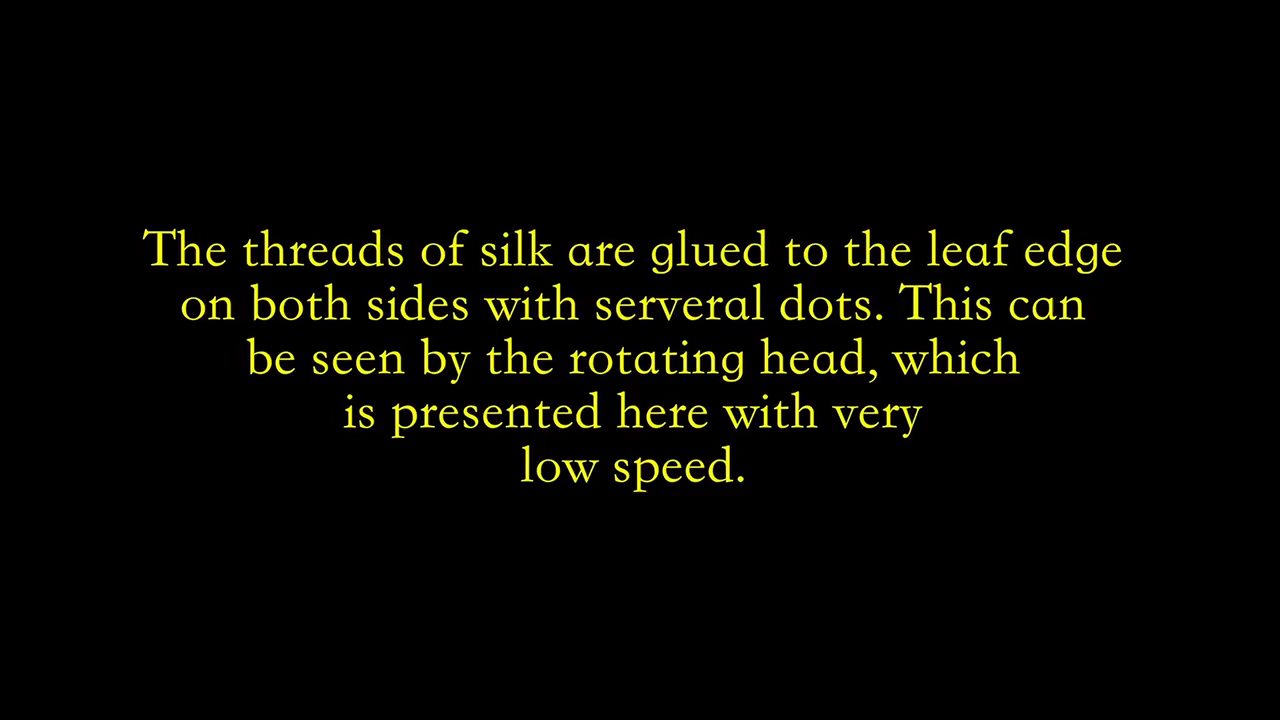 The threads of silk are glued to the leaf edge
on both sides with serveral dots. This can
be seen by the rotating head, which
is presented here with very
low speed.